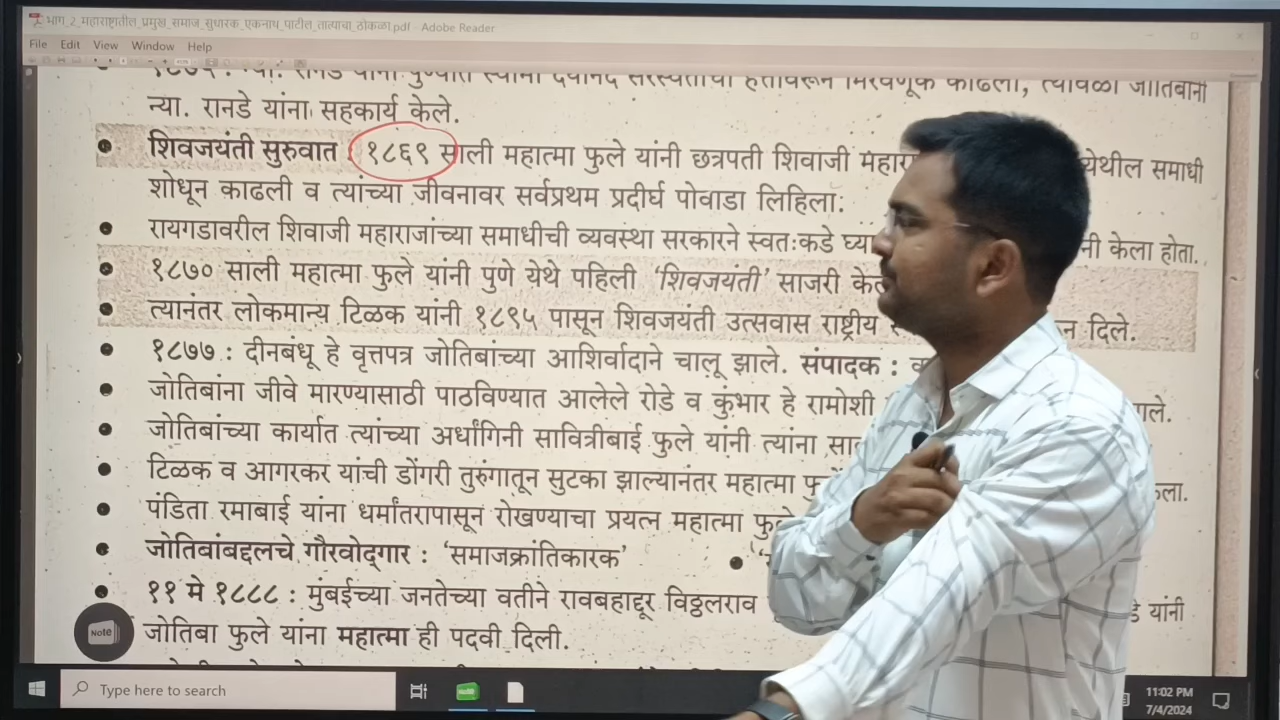 भाग_2_महाराष्ट्रातील_प्रमुख_समाज_सुधारक_एकनाथ_पाटील_तात्याचा_ठोकळा.pdf - Adobe Reader
File Edit View Window Help
न्या. रानडे यांना सहकार्य केले.
• शिवजयंती सुरुवात : १८६९ साली महात्मा फुले यांनी छत्रपती शिवाजी येथील समाधी
शोधून काढली व त्यांच्या जीवनावर सर्वप्रथम प्रदीर्घ पोवाडा लिहिला.
• रायगडावरील शिवाजी महाराजांच्या समाधीची व्यवस्था सरकारने स्वतःकडे केला होता.
• १८७० साली महात्मा फुले यांनी पुणे येथे पहिली 'शिवजयंती' साजरी
• त्यानंतर लोकमान्य टिळक यांनी १८९५ पासून शिवजयंती उत्सवास राष्ट्रीय दिले.
• १८७७ : दीनबंधू हे वृत्तपत्र जोतिबांच्या आशिर्वादाने चालू झाले. संपादक :
• जोतिबांना जीवे मारण्यासाठी पाठविण्यात आलेले रोडे व कुंभार हे रामोशी
• जोतिबांच्या कार्यात त्यांच्या अर्धांगिनी सावित्रीबाई फुले यांनी त्यांना
• टिळक व आगरकर यांची डोंगरी तुरुंगातून सुटका झाल्यानंतर महात्मा
• पंडिता रमाबाई यांना धर्मांतरापासून रोखण्याचा प्रयत्न महात्मा
• जोतिबांबद्दलचे गौरवोद्‌गार : 'समाजक्रांतिकारक' •
• ११ मे १८८८ : मुंबईच्या जनतेच्या वतीने रावबहाद्दूर विठ्ठलराव यांनी
जोतिबा फुले यांना महात्मा ही पदवी दिली.
Note
Type here to search
Note
11:02 PM
7/4/2024